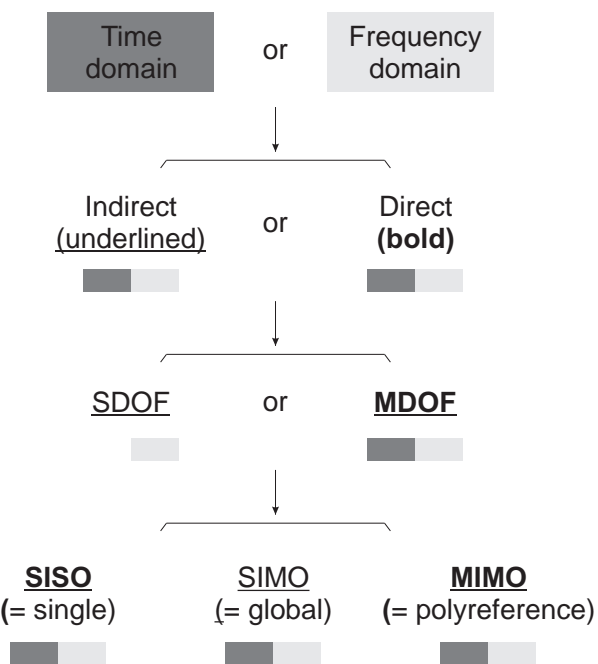 Time
domain
or
Frequency
domain
Indirect
(underlined)
or
Direct
(bold)
SDOF
or
MDOF
SISO
(= single)
SIMO
(= global)
MIMO
(= polyreference)